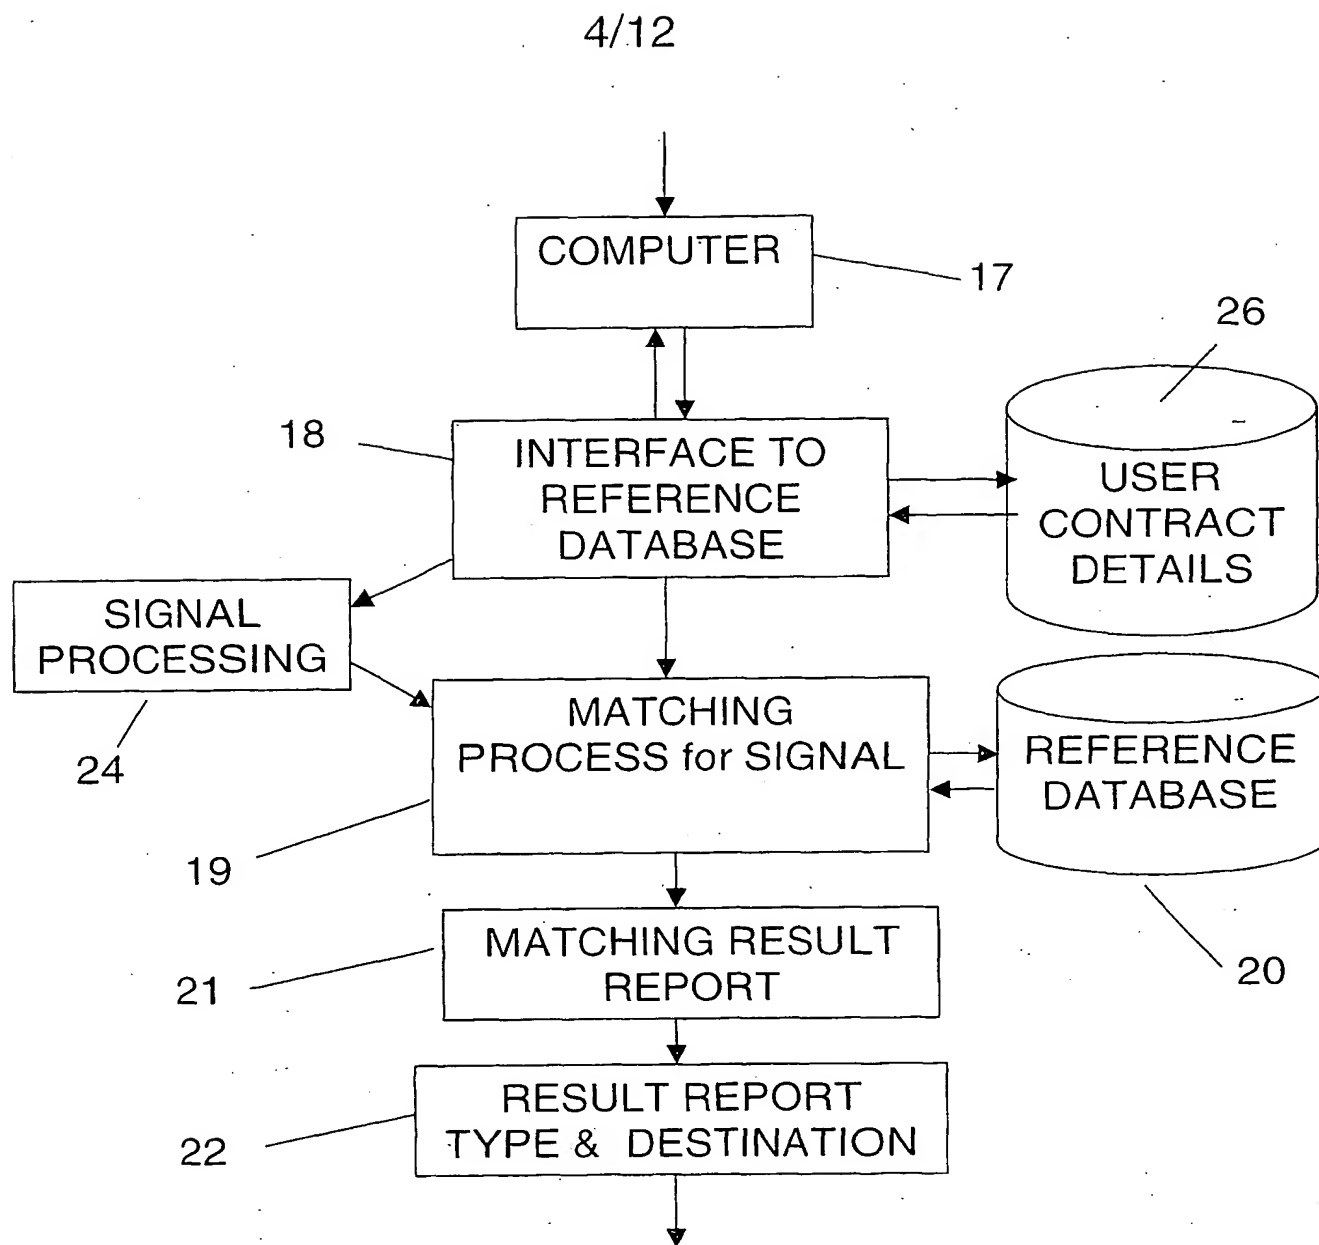 4/12
COMPUTER
17
26
18
INTERFACE TO
REFERENCE
DATABASE
USER
CONTRACT
DETAILS
SIGNAL
PROCESSING
24
MATCHING
PROCESS for SIGNAL
REFERENCE
DATABASE
19
20
MATCHING RESULT
REPORT
21
RESULT REPORT
TYPE & DESTINATION
22